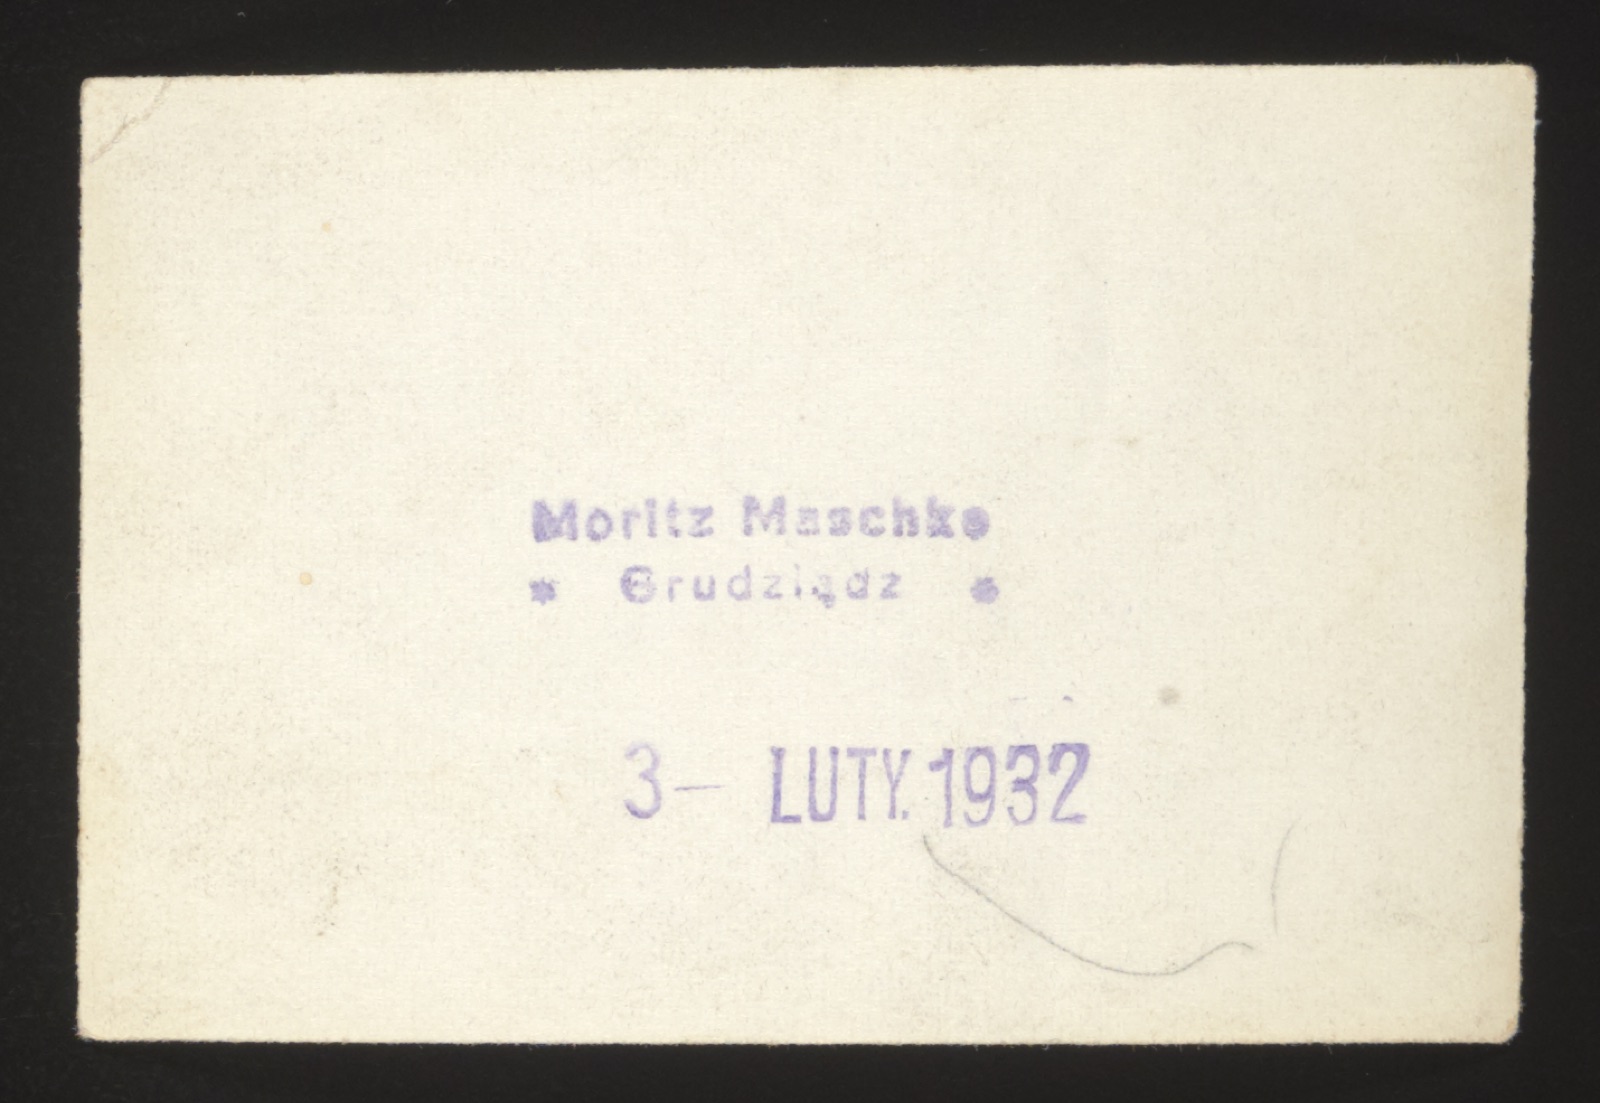 Moritz Maschke
* Grudziądz *
3– LUTY. 1932